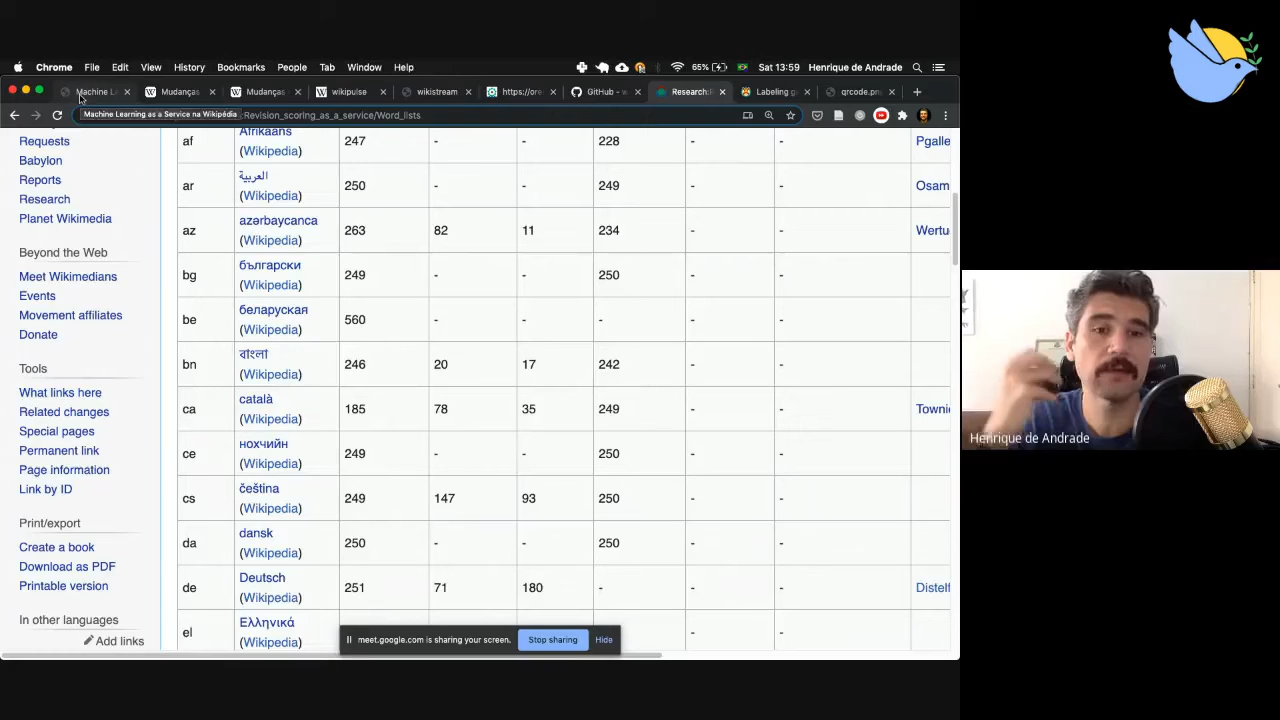 Chrome File Edit View History Bookmarks People Tab Window Help 65% Sat 13:59 Henrique de Andrade
Machine L Mudanças Mudanças wikipulse wikistream https://ore GitHub - w Research: Labeling g qrcode.pn
Machine Learning as a Service na Wikipédia :Revision_scoring_as_a_service/Word_lists
Requests
Babylon
Reports
Research
Planet Wikimedia
Beyond the Web
Meet Wikimedians
Events
Movement affiliates
Donate
Tools
What links here
Related changes
Special pages
Permanent link
Page information
Link by ID
Print/export
Create a book
Download as PDF
Printable version
In other languages
Add links
af Afrikaans (Wikipedia) 247 - - 228 - - Pgalle
ar العربية (Wikipedia) 250 - - 249 - - Osam
az azərbaycanca (Wikipedia) 263 82 11 234 - - Wertu
bg български (Wikipedia) 249 - - 250 - -
be беларуская (Wikipedia) 560 - - - - -
bn বাংলা (Wikipedia) 246 20 17 242 - -
ca català (Wikipedia) 185 78 35 249 - - Townie
ce нохчийн (Wikipedia) 249 - - 250 - -
cs čeština (Wikipedia) 249 147 93 250 - -
da dansk (Wikipedia) 250 - - 250 - -
de Deutsch (Wikipedia) 251 71 180 - - - Distelf
el Ελληνικά (Wikipedia) - -
meet.google.com is sharing your screen. Stop sharing Hide
Henrique de Andrade